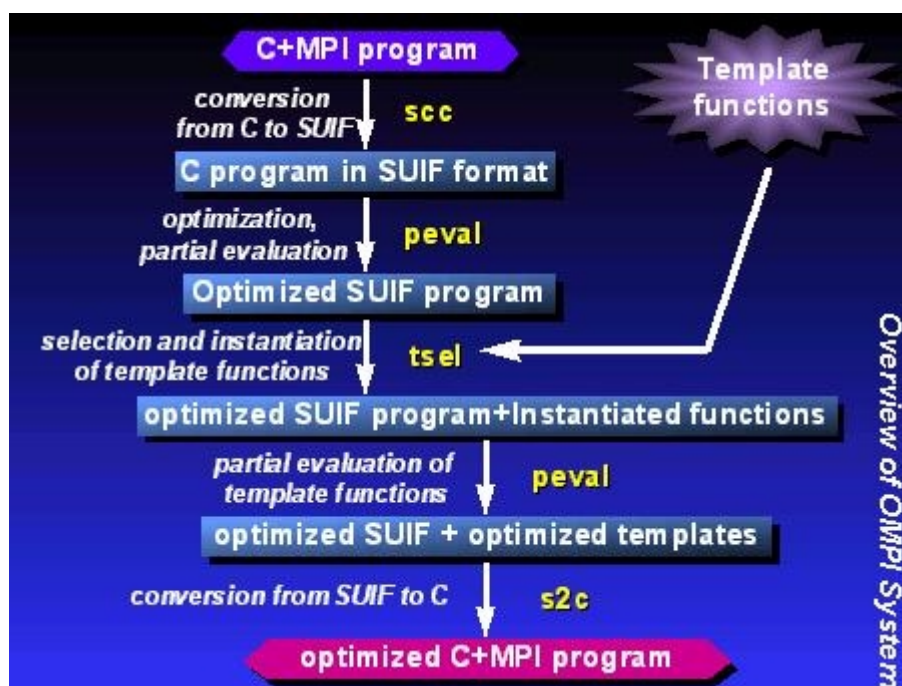 C+MPI program
Template
functions
conversion
from C to SUIF
scc
C program in SUIF format
optimization,
partial evaluation
peval
Optimized SUIF program
selection and instantiation
of template functions
tsel
optimized SUIF program+Instantiated functions
partial evaluation of
template functions
peval
optimized SUIF + optimized templates
conversion from SUIF to C
s2c
optimized C+MPI program
Overview of OMPI System